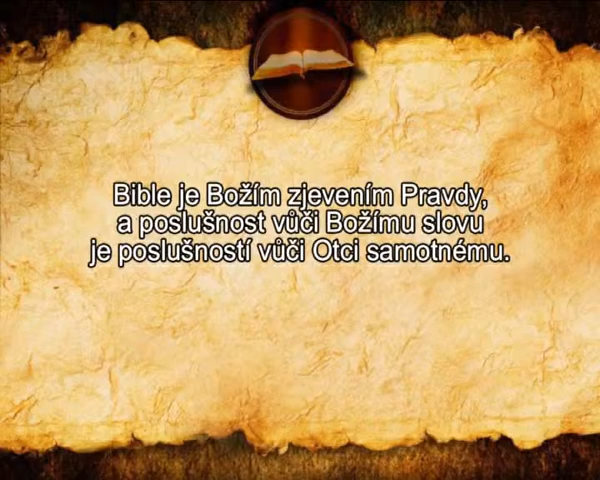 Bible je Božím zjevením Pravdy,
a poslušnost vůči Božímu slovu
je poslušností vůči Otci samotnému.